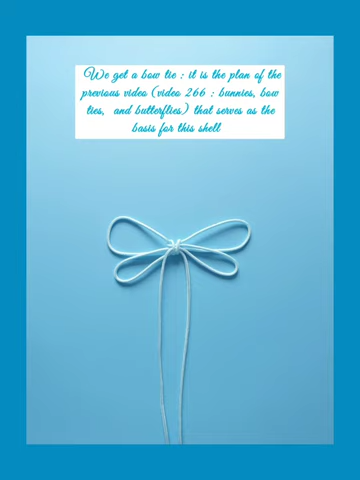 We get a bow tie : it is the plan of the
previous video (video 266 : bunnies, bow
ties, and butterflies) that serves as the
basis for this shell